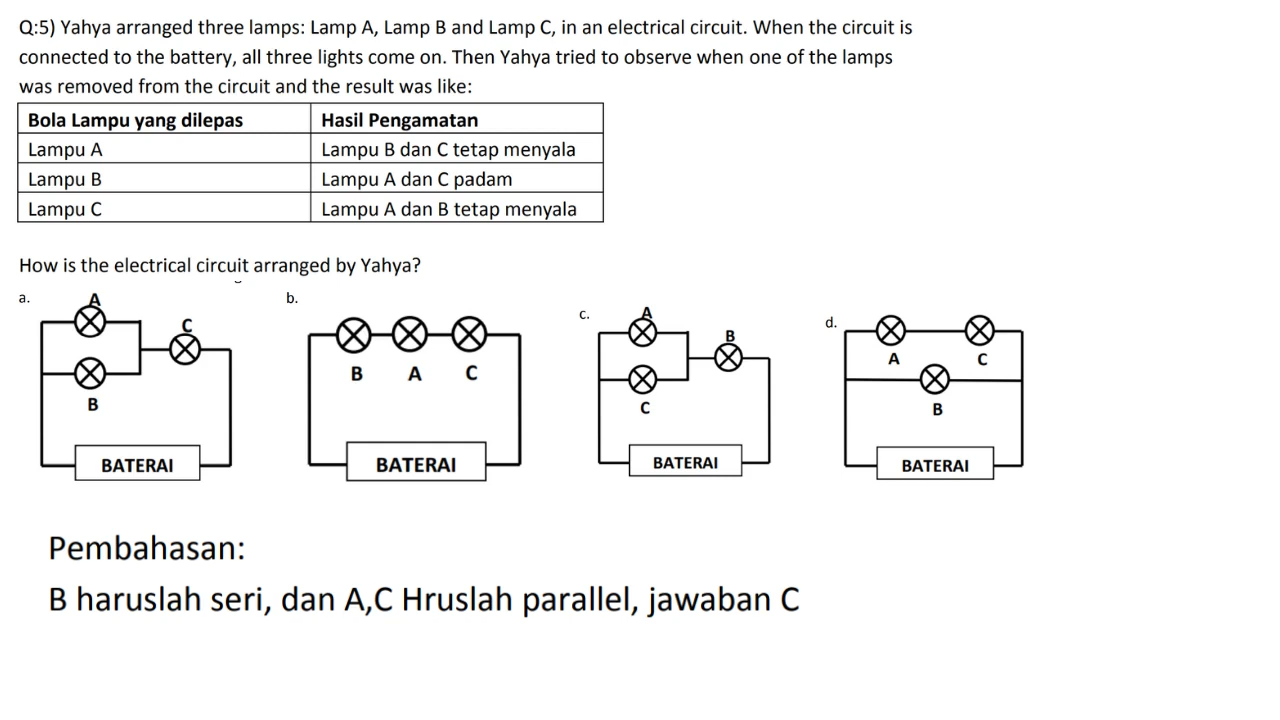 Q:5) Yahya arranged three lamps: Lamp A, Lamp B and Lamp C, in an electrical circuit. When the circuit is
connected to the battery, all three lights come on. Then Yahya tried to observe when one of the lamps
was removed from the circuit and the result was like:
Bola Lampu yang dilepas Hasil Pengamatan
Lampu A Lampu B dan C tetap menyala
Lampu B Lampu A dan C padam
Lampu C Lampu A dan B tetap menyala
How is the electrical circuit arranged by Yahya?
a.
A
C
B
BATERAI
b.
B A C
BATERAI
c.
A
B
C
BATERAI
d.
A C
B
BATERAI
Pembahasan:
B haruslah seri, dan A,C Hruslah parallel, jawaban C